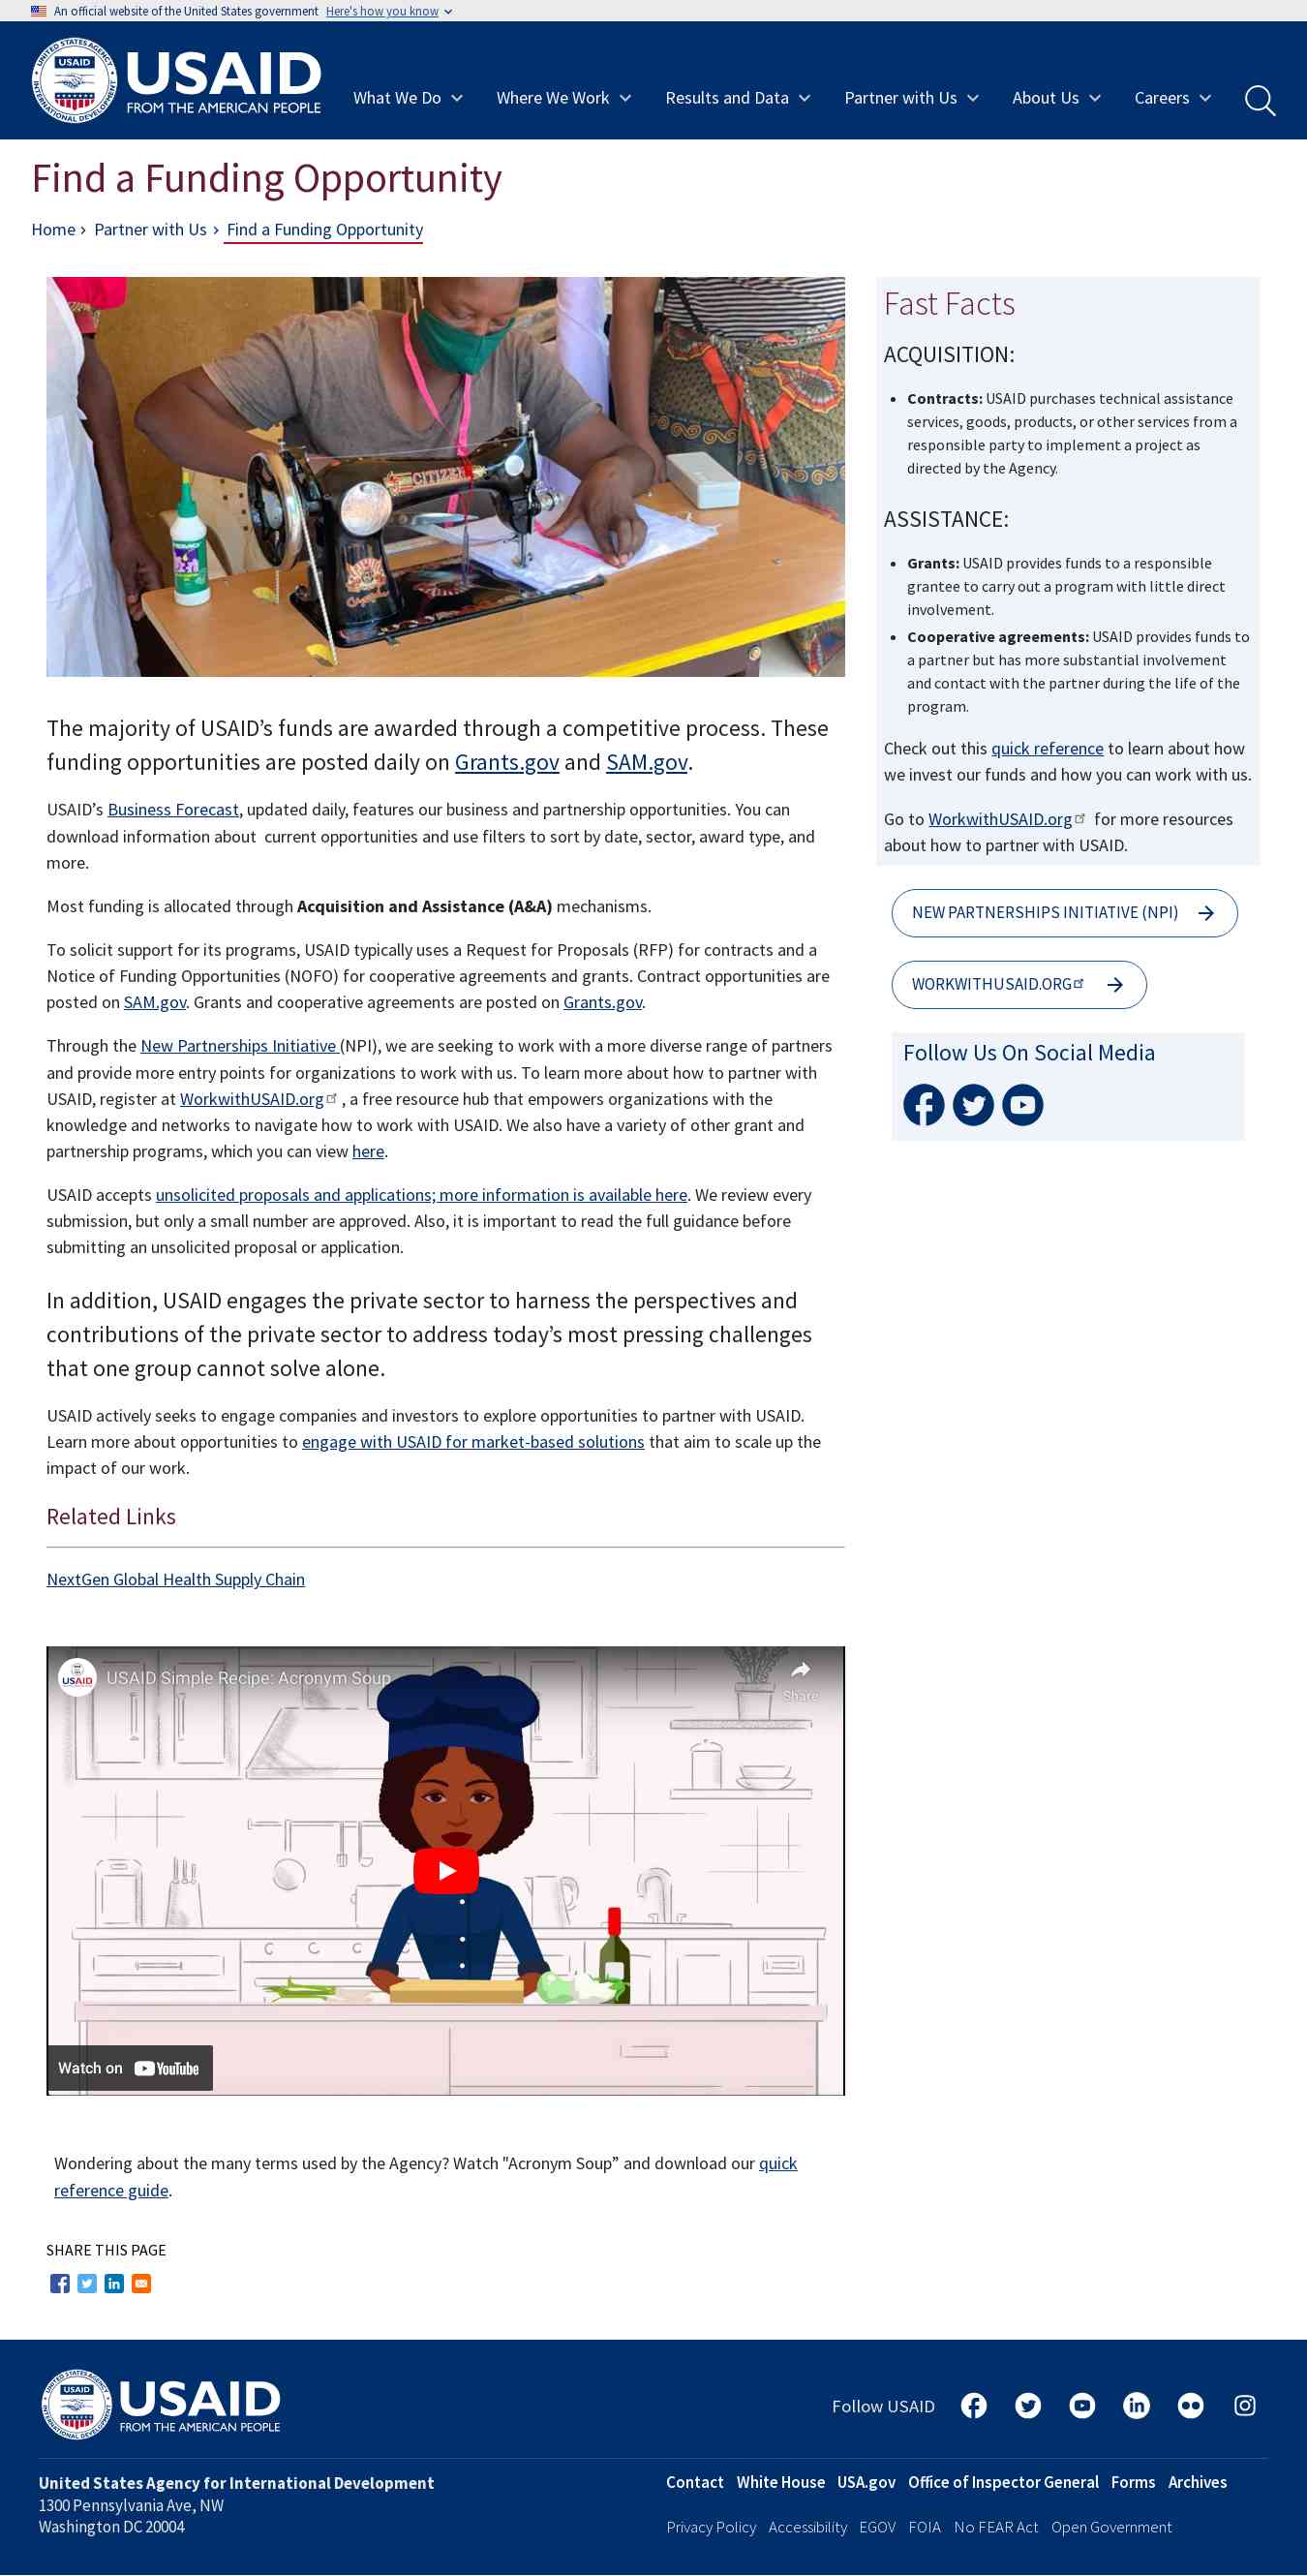 An official website of the United States government Here's how you know
USAID
FROM THE AMERICAN PEOPLE
What We Do Where We Work Results and Data Partner with Us About Us Careers
Find a Funding Opportunity
Home › Partner with Us › Find a Funding Opportunity
CITIZEN
The majority of USAID’s funds are awarded through a competitive process. These
funding opportunities are posted daily on Grants.gov and SAM.gov.
USAID’s Business Forecast, updated daily, features our business and partnership opportunities. You can
download information about  current opportunities and use filters to sort by date, sector, award type, and
more.
Most funding is allocated through Acquisition and Assistance (A&A) mechanisms.
To solicit support for its programs, USAID typically uses a Request for Proposals (RFP) for contracts and a
Notice of Funding Opportunities (NOFO) for cooperative agreements and grants. Contract opportunities are
posted on SAM.gov. Grants and cooperative agreements are posted on Grants.gov.
Through the New Partnerships Initiative (NPI), we are seeking to work with a more diverse range of partners
and provide more entry points for organizations to work with us. To learn more about how to partner with
USAID, register at WorkwithUSAID.org , a free resource hub that empowers organizations with the
knowledge and networks to navigate how to work with USAID. We also have a variety of other grant and
partnership programs, which you can view here.
USAID accepts unsolicited proposals and applications; more information is available here. We review every
submission, but only a small number are approved. Also, it is important to read the full guidance before
submitting an unsolicited proposal or application.
In addition, USAID engages the private sector to harness the perspectives and
contributions of the private sector to address today’s most pressing challenges
that one group cannot solve alone.
USAID actively seeks to engage companies and investors to explore opportunities to partner with USAID.
Learn more about opportunities to engage with USAID for market-based solutions that aim to scale up the
impact of our work.
Related Links
NextGen Global Health Supply Chain
USAID
USAID Simple Recipe: Acronym Soup
Share
Watch on YouTube
Wondering about the many terms used by the Agency? Watch "Acronym Soup” and download our quick
reference guide.
SHARE THIS PAGE
Fast Facts
ACQUISITION:
• Contracts: USAID purchases technical assistance
services, goods, products, or other services from a
responsible party to implement a project as
directed by the Agency.
ASSISTANCE:
• Grants: USAID provides funds to a responsible
grantee to carry out a program with little direct
involvement.
• Cooperative agreements: USAID provides funds to
a partner but has more substantial involvement
and contact with the partner during the life of the
program.
Check out this quick reference to learn about how
we invest our funds and how you can work with us.
Go to WorkwithUSAID.org for more resources
about how to partner with USAID.
NEW PARTNERSHIPS INITIATIVE (NPI)
WORKWITHUSAID.ORG
Follow Us On Social Media
USAID
FROM THE AMERICAN PEOPLE
Follow USAID
United States Agency for International Development
1300 Pennsylvania Ave, NW
Washington DC 20004
Contact White House USA.gov Office of Inspector General Forms Archives
Privacy Policy Accessibility EGOV FOIA No FEAR Act Open Government